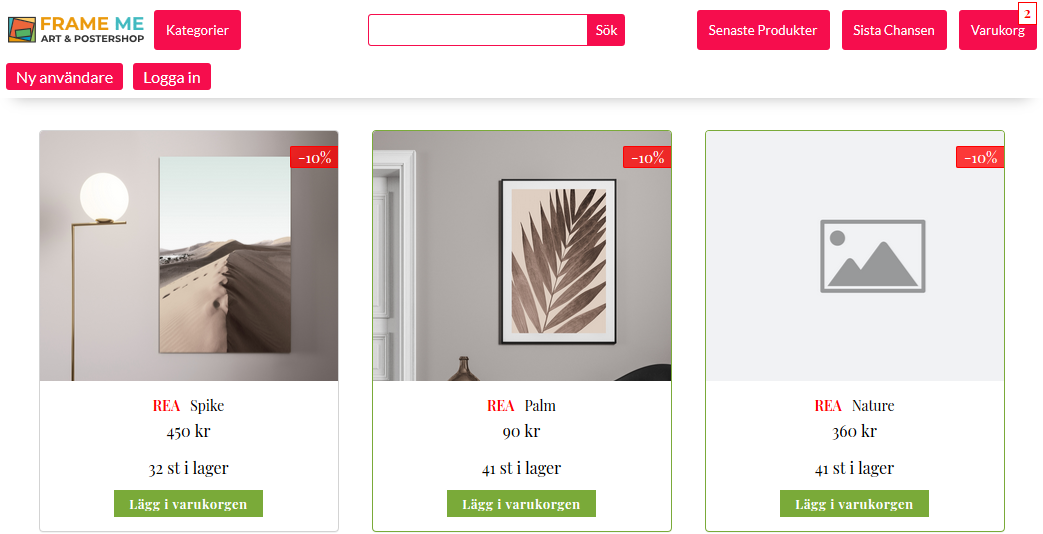 FRAME ME
ART & POSTERSHOP
Kategorier
Sök
Senaste Produkter
Sista Chansen
Varukorg
2
Ny användare
Logga in
-10%
-10%
-10%
REA Spike
450 kr
32 st i lager
Lägg i varukorgen
REA Palm
90 kr
41 st i lager
Lägg i varukorgen
REA Nature
360 kr
41 st i lager
Lägg i varukorgen